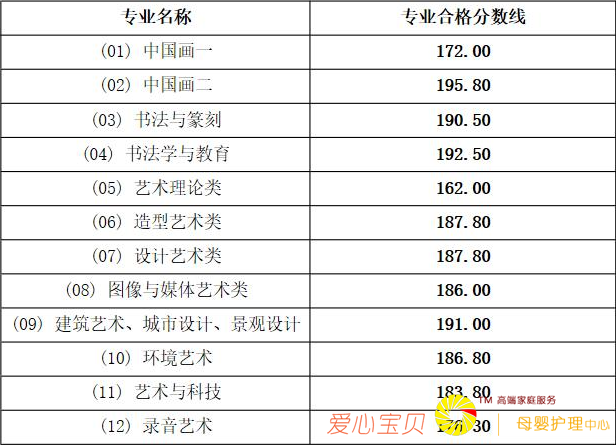 专业名称 专业合格分数线
(01) 中国画一 172.00
(02) 中国画二 195.80
(03) 书法与篆刻 190.50
(04) 书法学与教育 192.50
(05) 艺术理论类 162.00
(06) 造型艺术类 187.80
(07) 设计艺术类 187.80
(08) 图像与媒体艺术类 186.00
(09) 建筑艺术、城市设计、景观设计 191.00
(10) 环境艺术 186.80
(11) 艺术与科技 183.80
TM 高端家庭服务
(12) 录音艺术
爱心宝贝 母婴护理中心